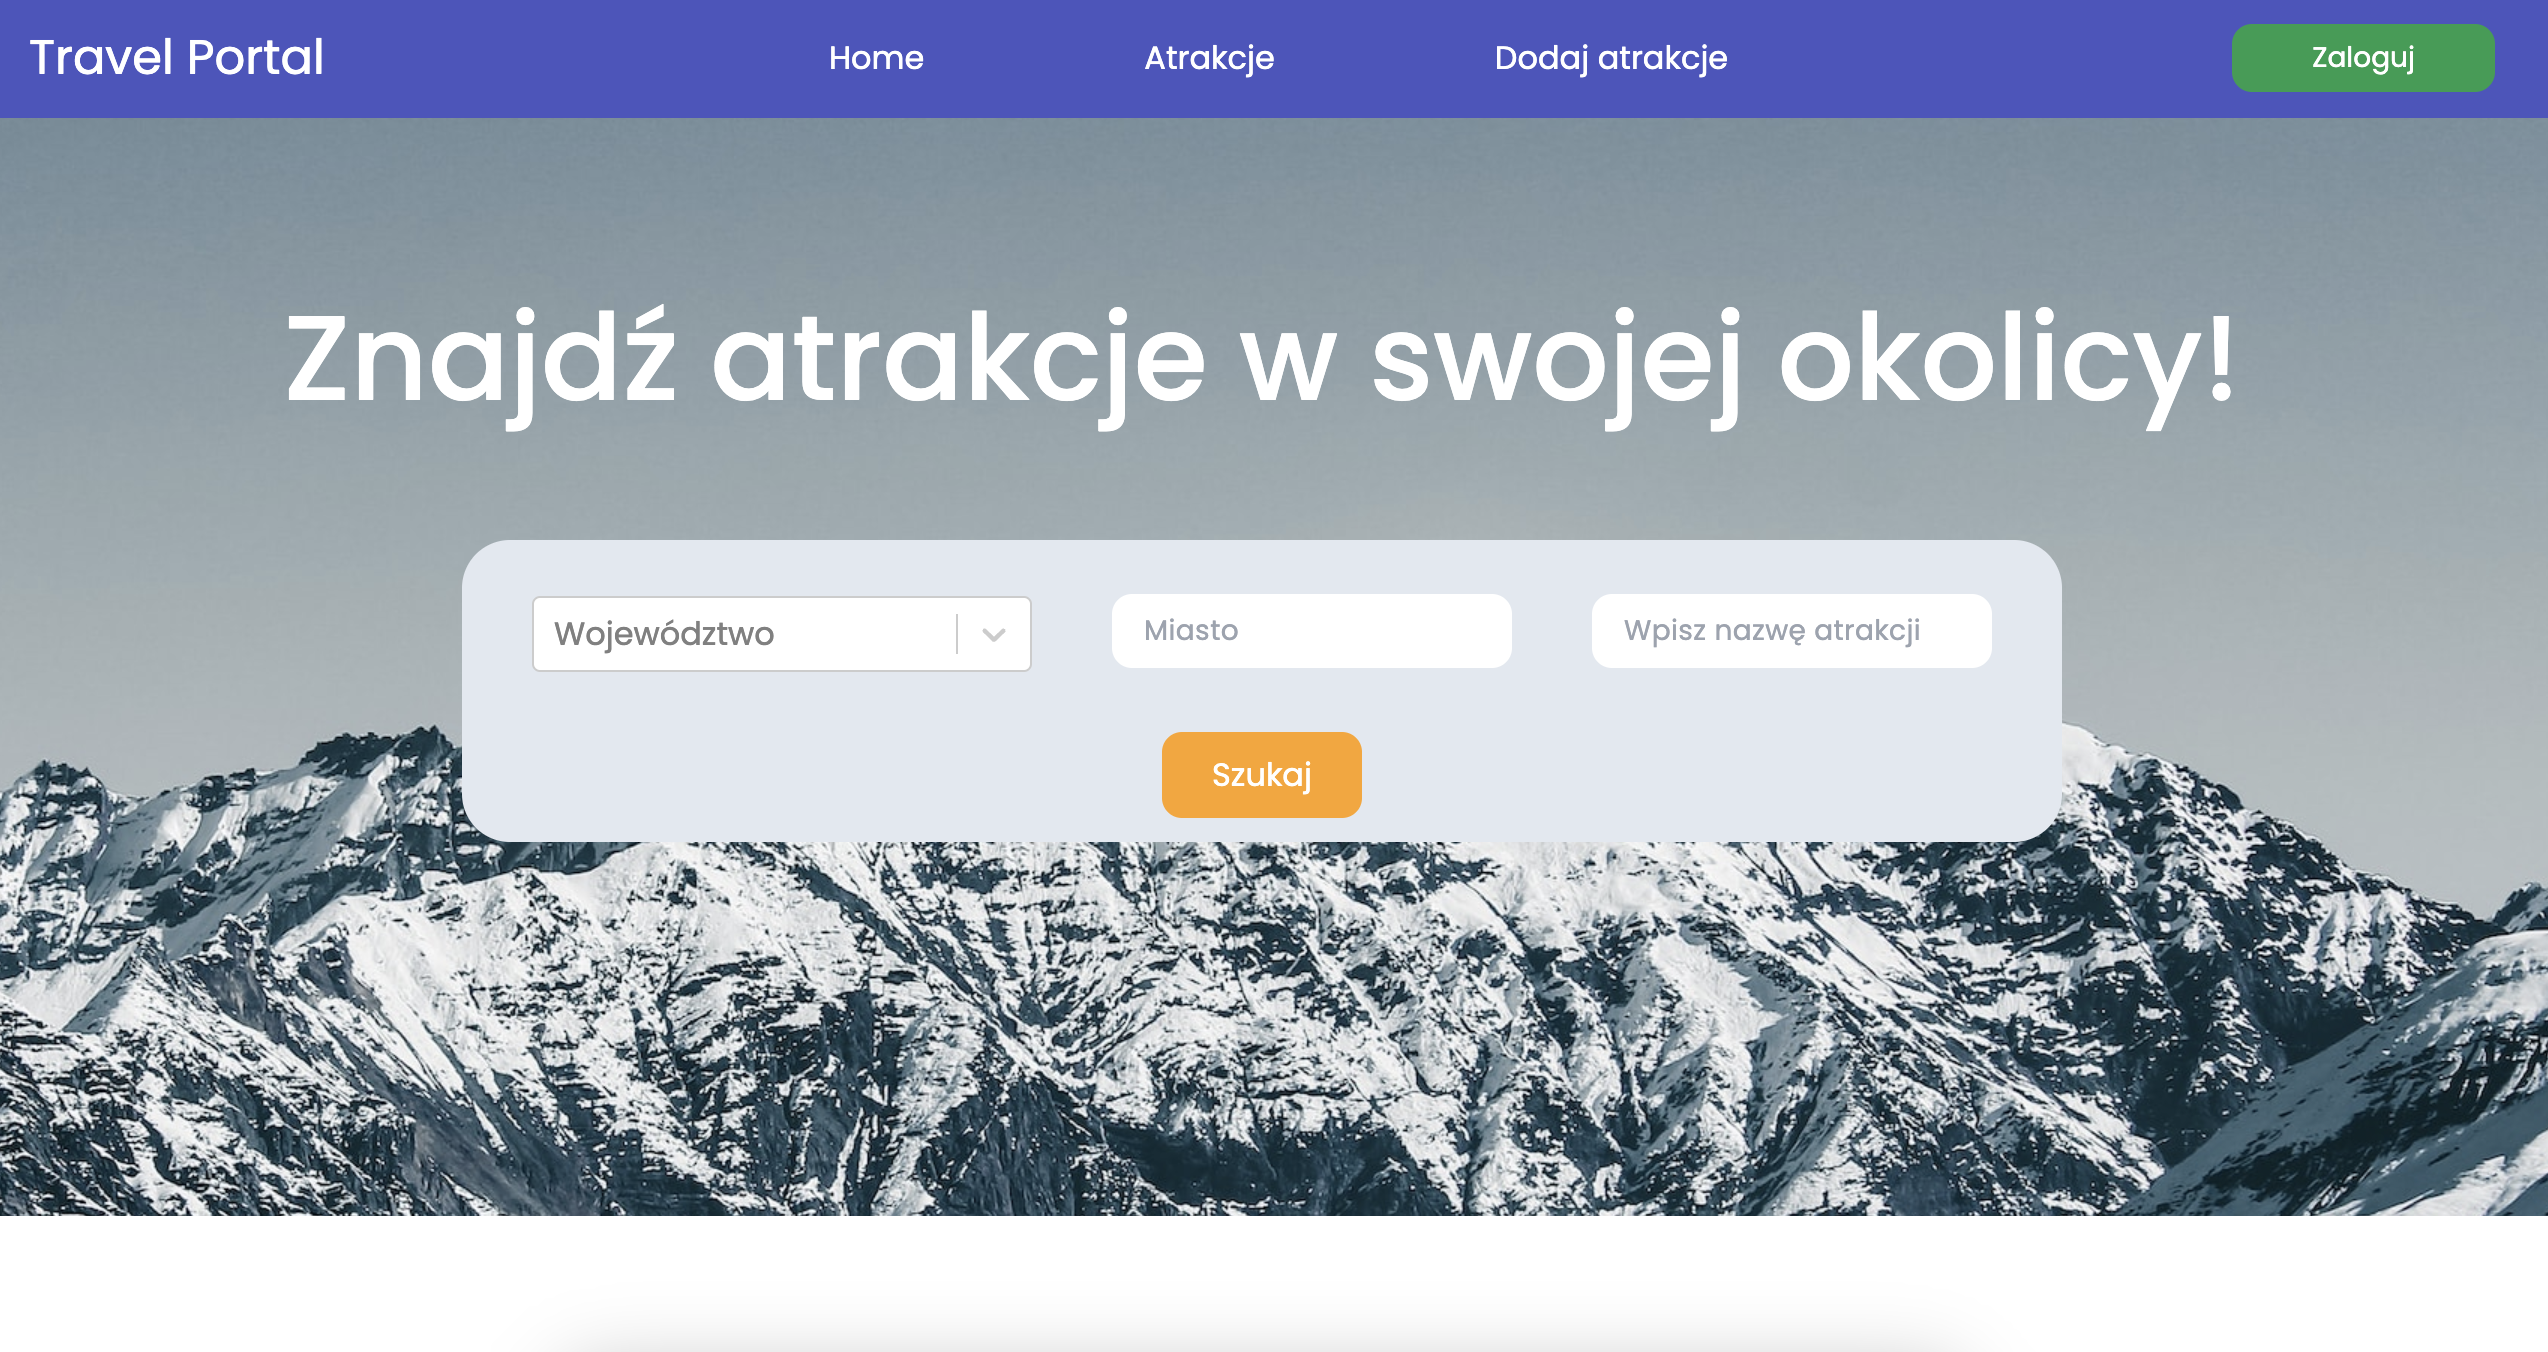 Travel Portal
Home
Atrakcje
Dodaj atrakcje
Zaloguj
Znajdź atrakcje w swojej okolicy!
Województwo
Miasto
Wpisz nazwę atrakcji
Szukaj